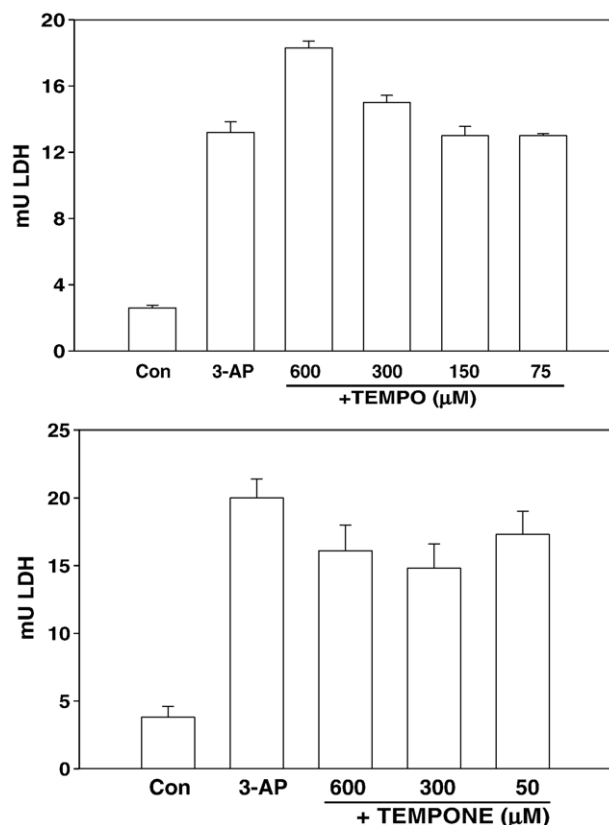 20
16
12
8
4
0
mU LDH
Con 3-AP 600 300 150 75
+TEMPO (μM)
25
20
15
10
5
0
mU LDH
Con 3-AP 600 300 50
+ TEMPONE (μM)